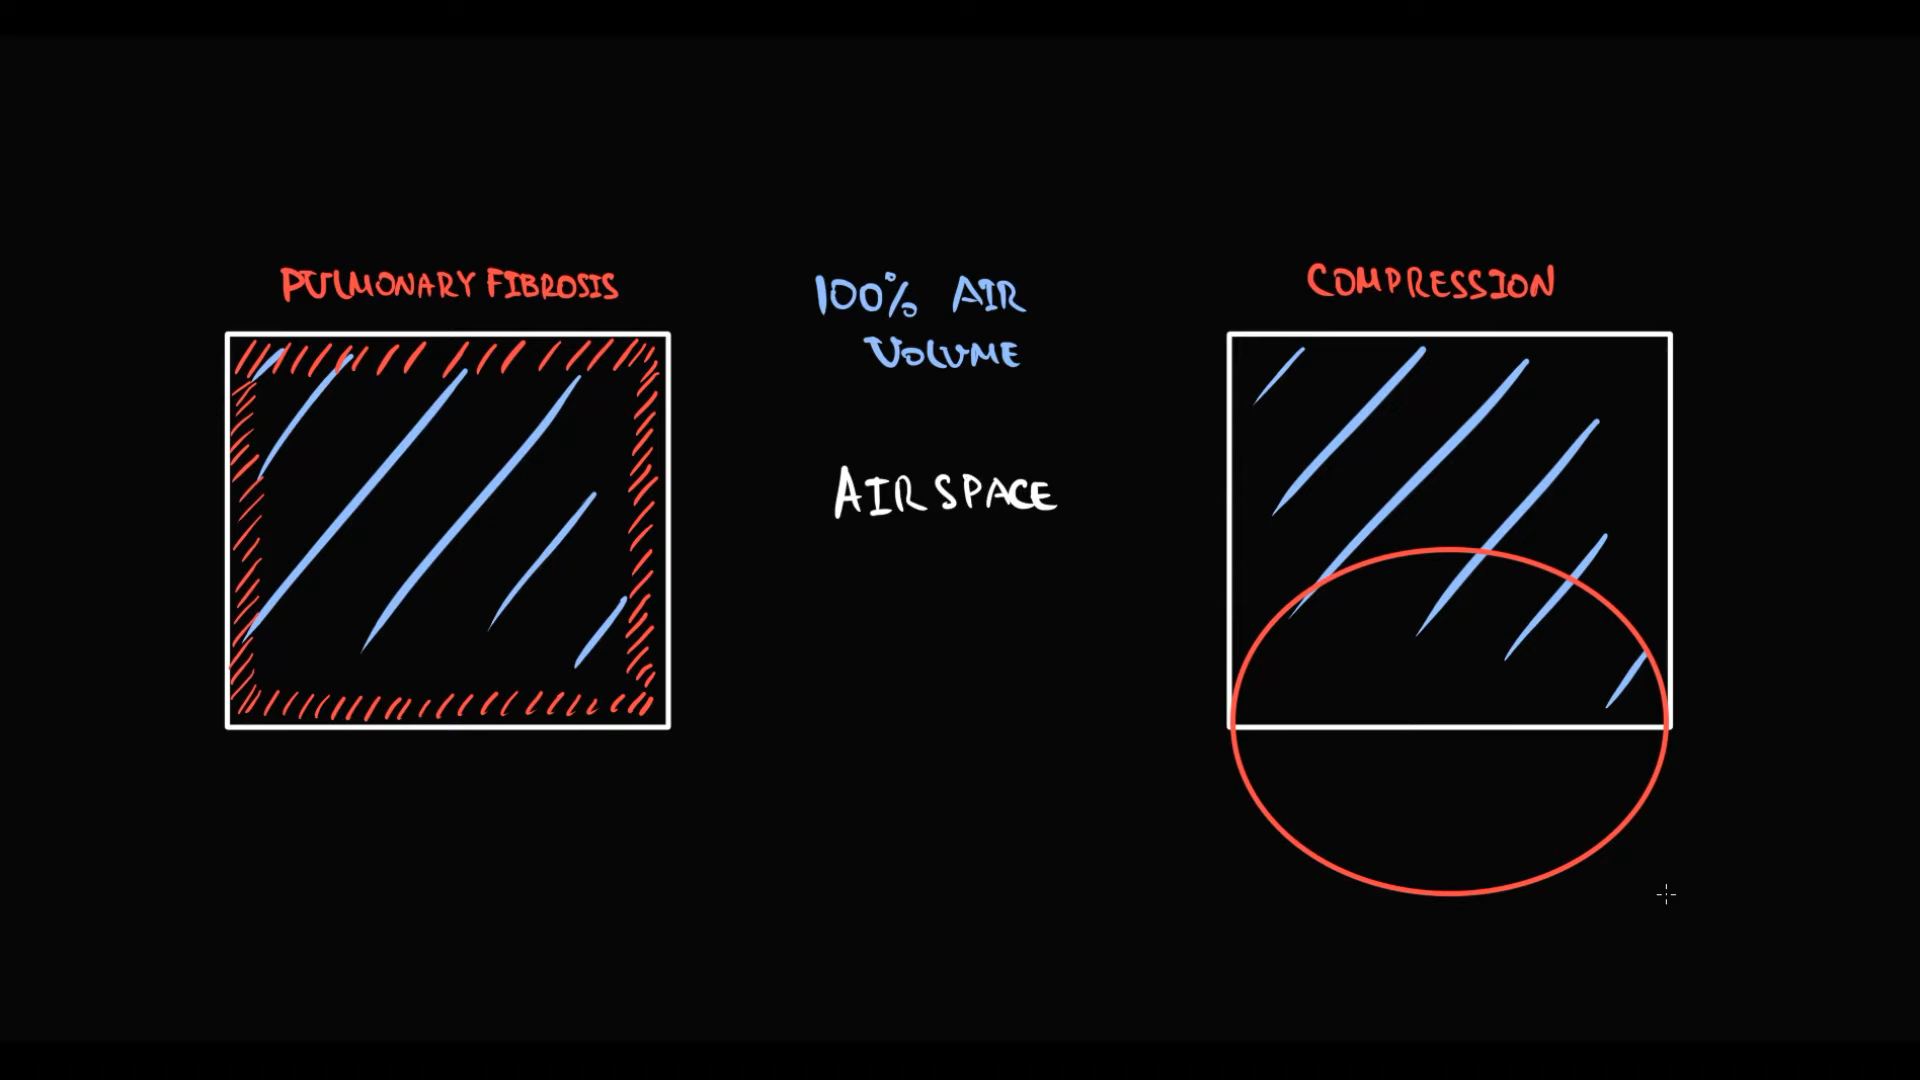 PULMONARY FIBROSIS
100% AIR
VOLUME
AIRSPACE
COMPRESSION